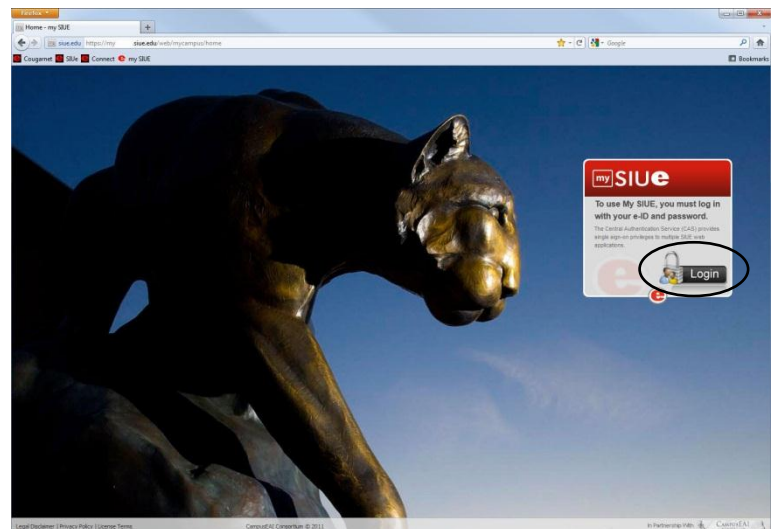 Firefox
Home - my SIUE
siue.edu https://my siue.edu/web/mycampus/home
Google
Cougarnet SIUe Connect my SIUE
Bookmarks
my SIUe
To use My SIUE, you must log in
with your e-ID and password.
The Central Authentication Service (CAS) provides
single sign-on privileges to multiple SIUE web
applications.
Login
e
e
Legal Disclaimer | Privacy Policy | License Terms
CampusEAI Consortium © 2011
In Partnership With
CampusEAI